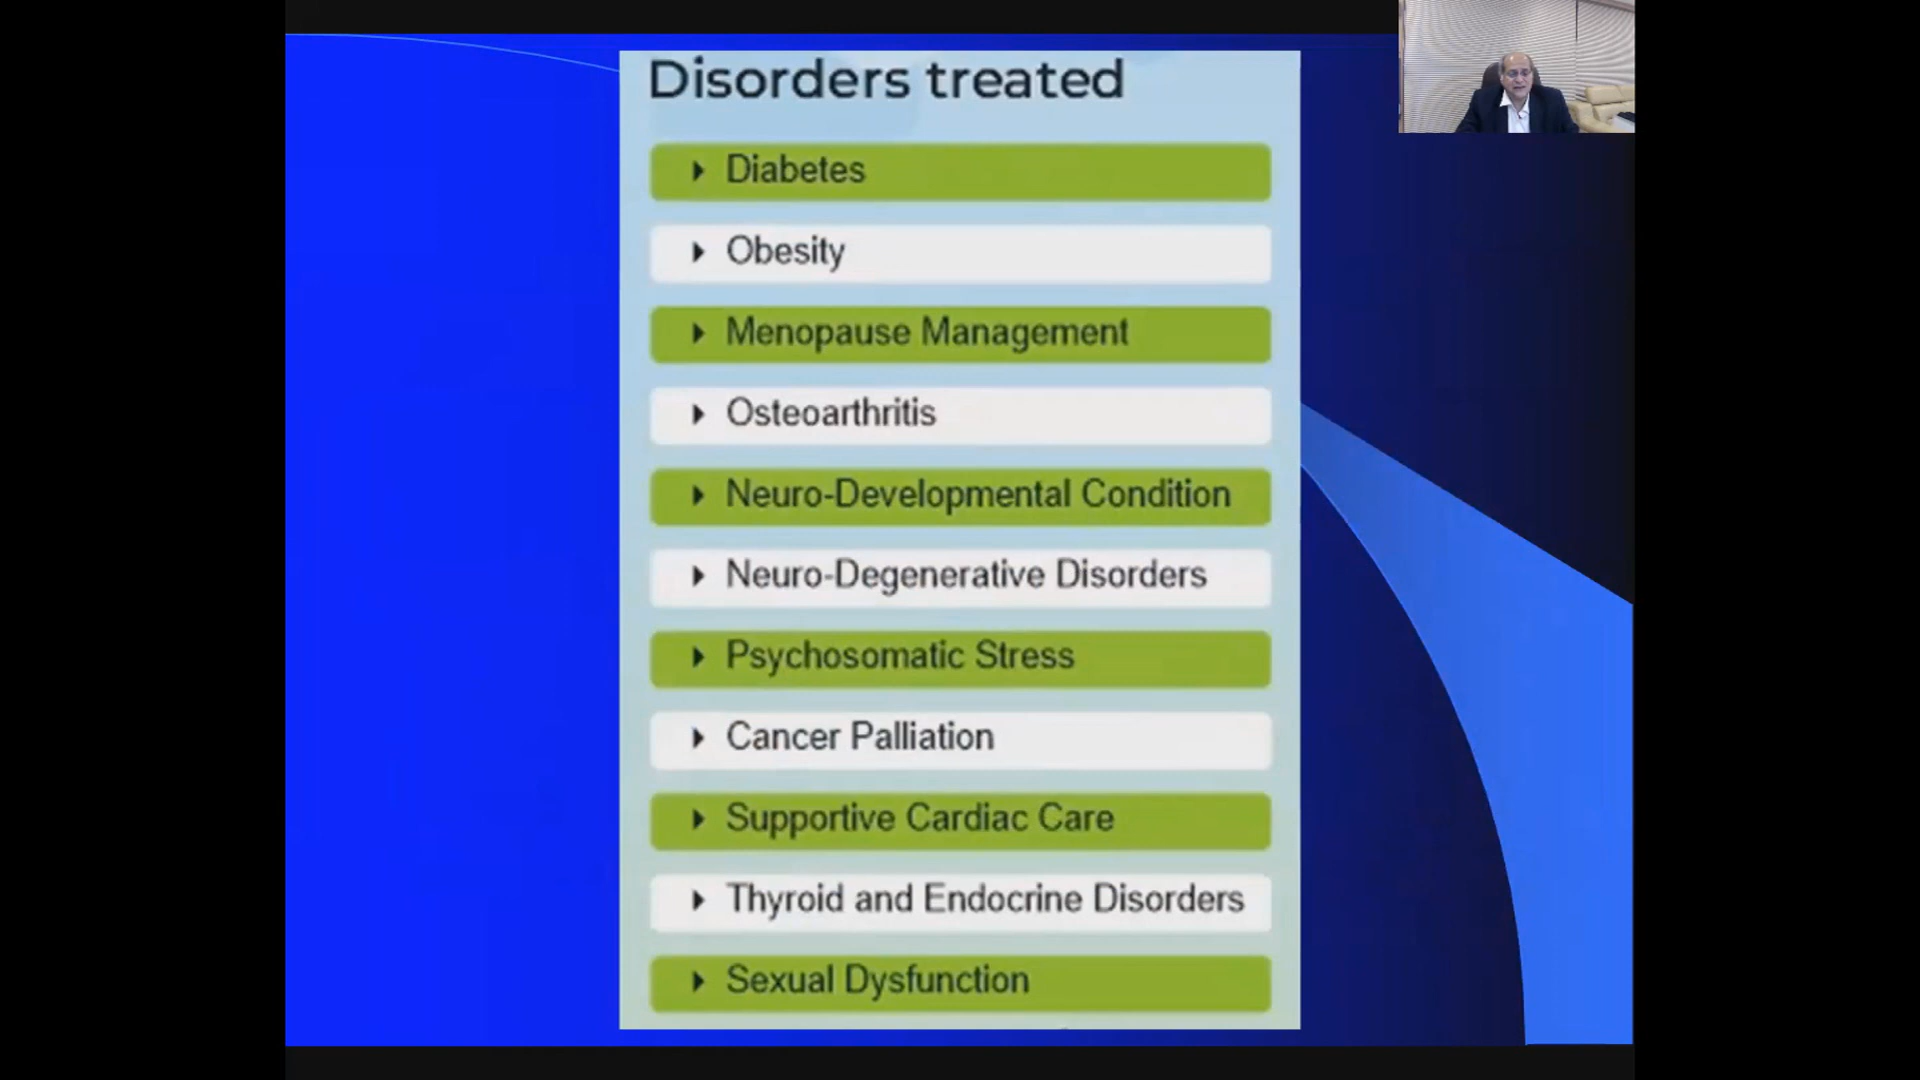 Disorders treated
Diabetes
Obesity
Menopause Management
Osteoarthritis
Neuro-Developmental Condition
Neuro-Degenerative Disorders
Psychosomatic Stress
Cancer Palliation
Supportive Cardiac Care
Thyroid and Endocrine Disorders
Sexual Dysfunction